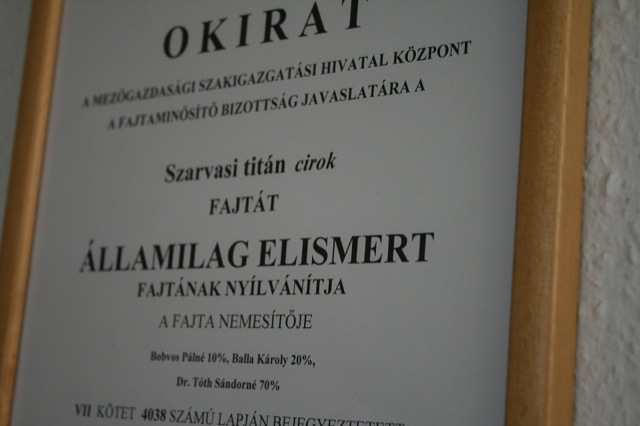 OKIRAT
A MEZŐGAZDASÁGI SZAKIGAZGATÁSI HIVATAL KÖZPONT
A FAJTAMINŐSÍTŐ BIZOTTSÁG JAVASLATÁRA A
Szarvasi titán cirok
FAJTÁT
ÁLLAMILAG ELISMERT
FAJTÁNAK NYÍLVÁNÍTJA
A FAJTA NEMESÍTŐJE
Bobvos Pálné 10%, Balla Károly 20%,
Dr. Tóth Sándorné 70%
VII KÖTET 4038 SZÁMÚ LAPJÁN BEJEGYEZTETETT